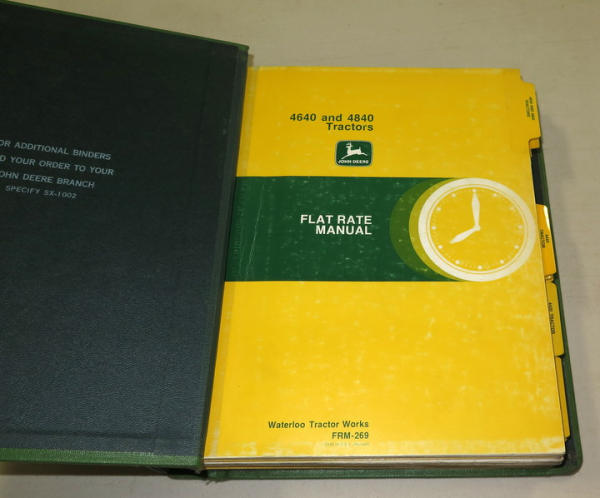 OR ADDITIONAL BINDERS
D YOUR ORDER TO YOUR
OHN DEERE BRANCH
SPECIFY SX-1002
4640 and 4840
Tractors
JOHN DEERE
FLAT RATE
MANUAL
Waterloo Tractor Works
FRM-269